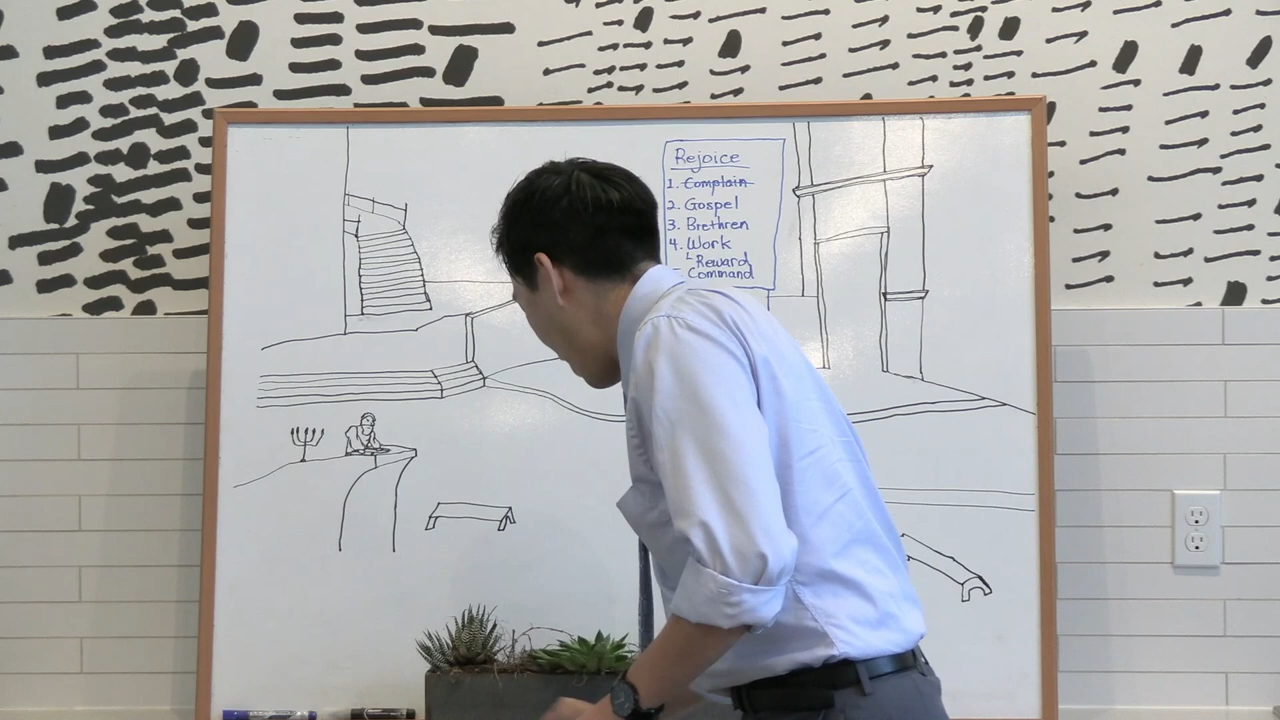 Rejoice
1. Complain
2. Gospel
3. Brethren
4. Work
└ Reward
- Command